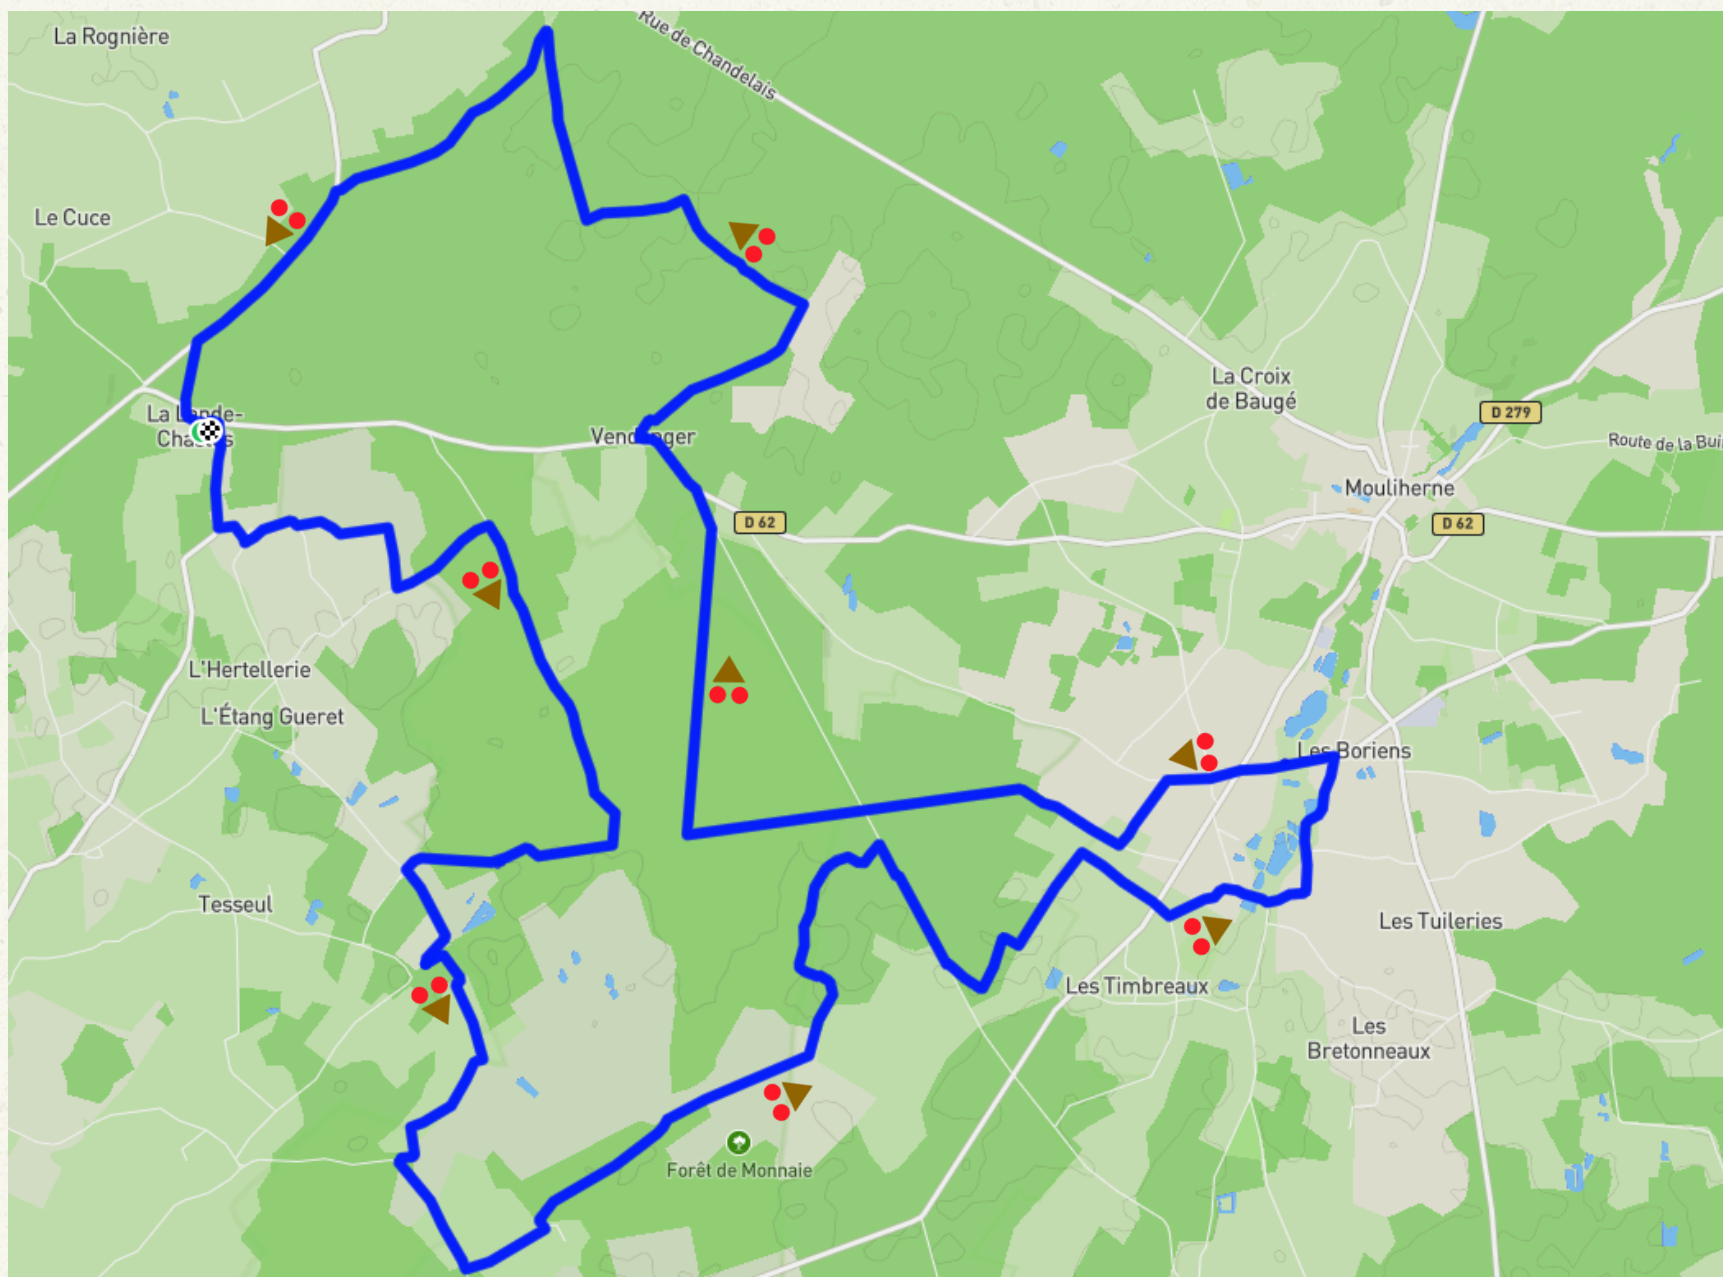 La Rognière
Rue de Chandelais
Le Cuce
La Croix
de Baugé
D 279
La Lande-
Chasles
Vendanger
Route de la Bui
Mouliherne
D 62
D 62
L'Hertellerie
L'Étang Gueret
Les Boriens
Tesseul
Les Tuileries
Les Timbreaux
Les
Bretonneaux
Forêt de Monnaie